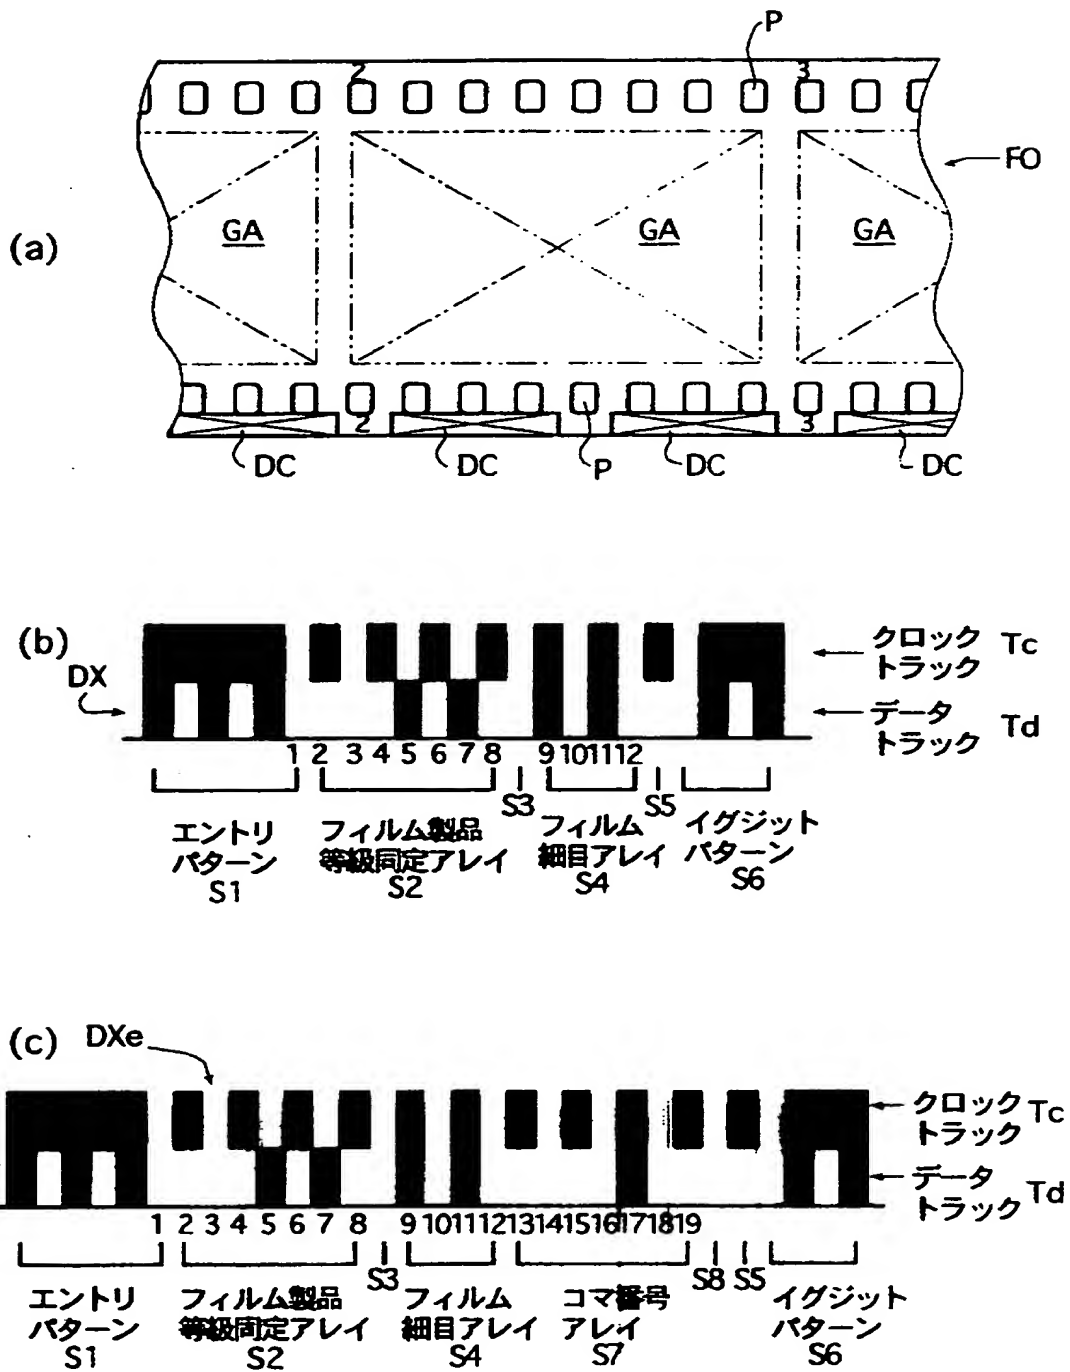 P
2 3
FO
(a)
GA GA GA
2 3
DC DC P DC DC
(b)
DX
クロック
トラック Tc
データ
トラック Td
1 2 3 4 5 6 7 8 9 10 11 12
S3 S5
エントリ
パターン
S1
フィルム製品
等級同定アレイ
S2
フィルム
細目アレイ
S4
イグジット
パターン
S6
(c)
DXe
クロック
トラック Tc
データ
トラック Td
1 2 3 4 5 6 7 8 9 10 11 12 13 14 15 16 17 18 19
S3 S8 S5
エントリ
パターン
S1
フィルム製品
等級同定アレイ
S2
フィルム
細目アレイ
S4
コマ番号
アレイ
S7
イグジット
パターン
S6